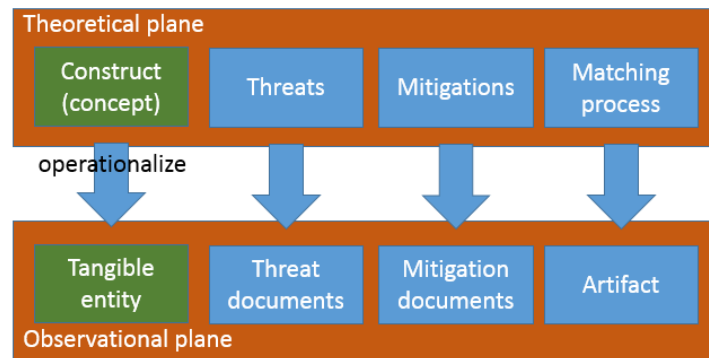 Theoretical plane
Construct
(concept)
Threats
Mitigations
Matching
process
operationalize
Tangible
entity
Threat
documents
Mitigation
documents
Artifact
Observational plane